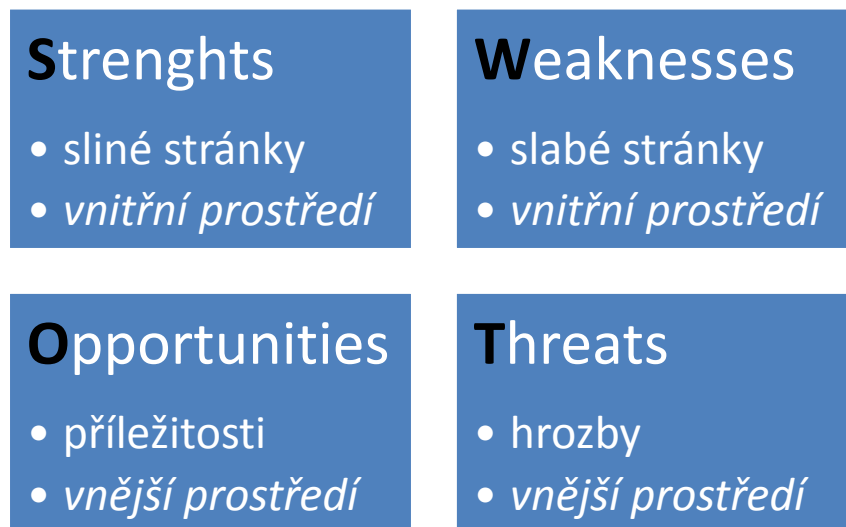 Strenghts
• sliné stránky
• vnitřní prostředí
Weaknesses
• slabé stránky
• vnitřní prostředí
Opportunities
• příležitosti
• vnější prostředí
Threats
• hrozby
• vnější prostředí